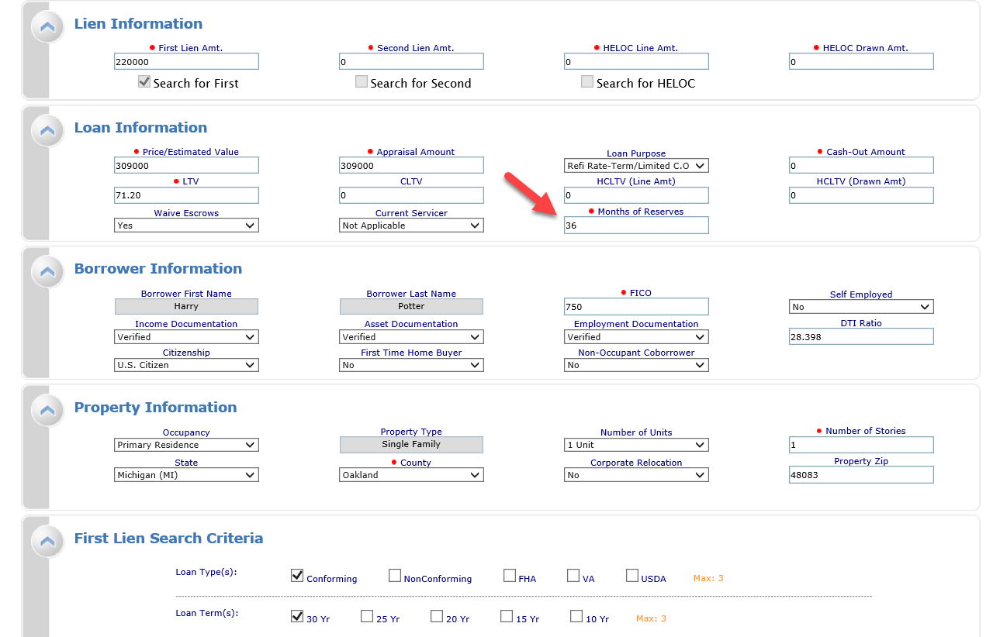 Lien Information
First Lien Amt. Second Lien Amt. HELOC Line Amt. HELOC Drawn Amt.
220000 0 0 0
Search for First Search for Second Search for HELOC
Loan Information
Price/Estimated Value Appraisal Amount Loan Purpose Cash-Out Amount
309000 309000 Refi Rate-Term/Limited C.O 0
LTV CLTV HCLTV (Line Amt) HCLTV (Drawn Amt)
71.20 0 0 0
Waive Escrows Current Servicer Months of Reserves
Yes Not Applicable 36
Borrower Information
Borrower First Name Borrower Last Name FICO Self Employed
Harry Potter 750 No
Income Documentation Asset Documentation Employment Documentation DTI Ratio
Verified Verified Verified 28.398
Citizenship First Time Home Buyer Non-Occupant Coborrower
U.S. Citizen No No
Property Information
Occupancy Property Type Number of Units Number of Stories
Primary Residence Single Family 1 Unit 1
State County Corporate Relocation Property Zip
Michigan (MI) Oakland No 48083
First Lien Search Criteria
Loan Type(s): Conforming NonConforming FHA VA USDA Max: 3
Loan Term(s): 30 Yr 25 Yr 20 Yr 15 Yr 10 Yr Max: 3